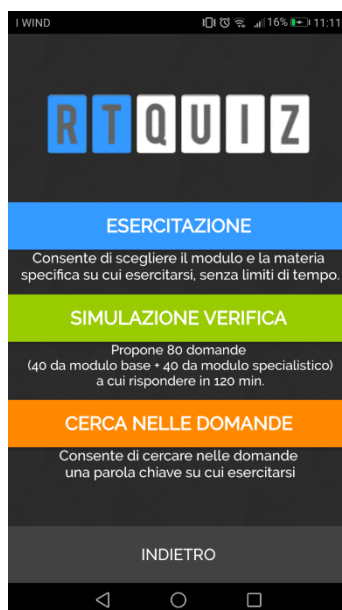 I WIND 16% 11:11
RTQUIZ
ESERCITAZIONE
Consente di scegliere il modulo e la materia
specifica su cui esercitarsi, senza limiti di tempo.
SIMULAZIONE VERIFICA
Propone 80 domande
(40 da modulo base + 40 da modulo specialistico)
a cui rispondere in 120 min.
CERCA NELLE DOMANDE
Consente di cercare nelle domande
una parola chiave su cui esercitarsi
INDIETRO